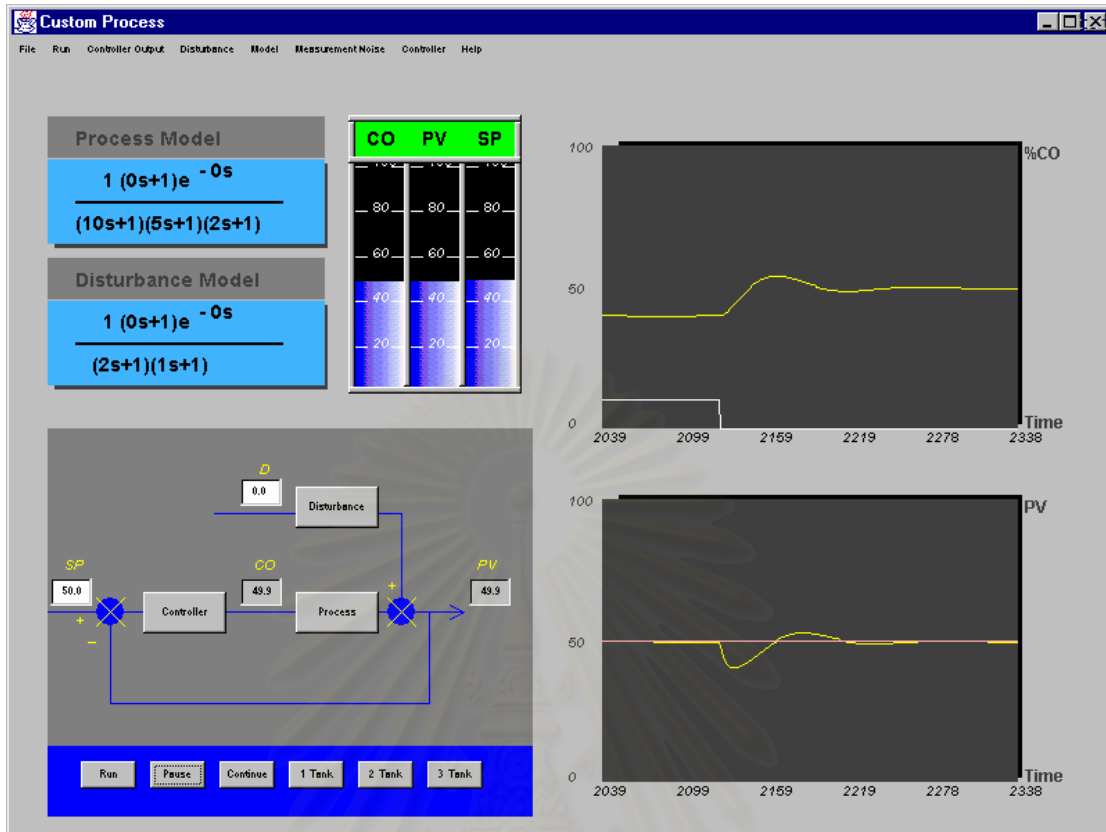 Custom Process
File Run Controller Output Disturbance Model Measurement Noise Controller Help
Process Model
1 (0s+1)e - 0s
(10s+1)(5s+1)(2s+1)
Disturbance Model
1 (0s+1)e - 0s
(2s+1)(1s+1)
CO PV SP
80 80 80
60 60 60
40 40 40
20 20 20
100
%CO
50
0
Time
2039 2099 2159 2219 2278 2338
D
0.0
Disturbance
SP
50.0
+
−
Controller
CO
49.9
Process
+
PV
49.9
100
PV
50
0
Time
2039 2099 2159 2219 2278 2338
Run Pause Continue 1 Tank 2 Tank 3 Tank